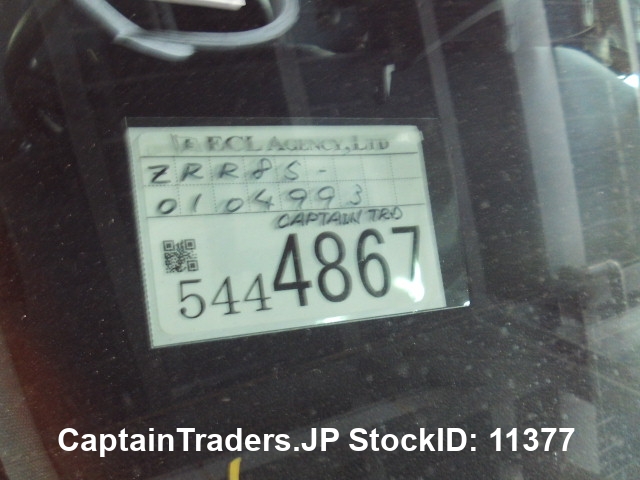 ECL AGENCY, LTD
ZRR85-
0104993
CAPTAIN TRD
5444867
CaptainTraders.JP StockID: 11377